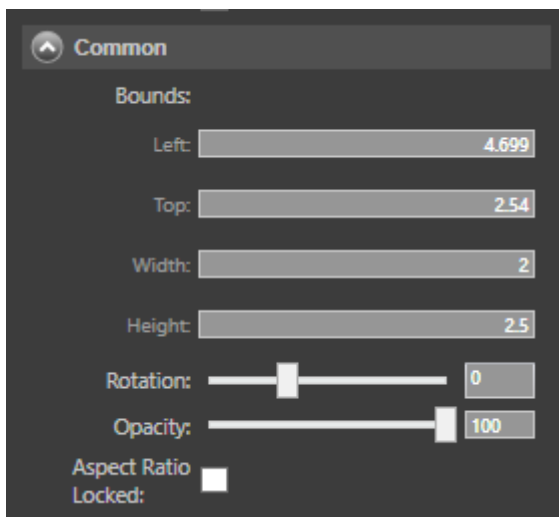 Common
Bounds:
Left: 4.699
Top: 2.54
Width: 2
Height: 2.5
Rotation: 0
Opacity: 100
Aspect Ratio
Locked: